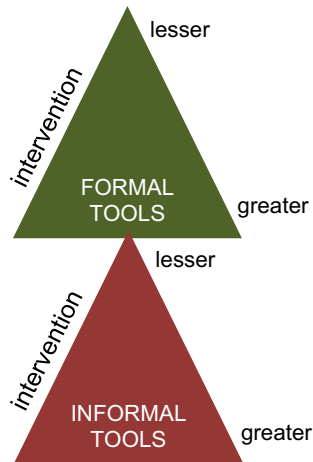 lesser
intervention
FORMAL
TOOLS
greater
lesser
intervention
INFORMAL
TOOLS
greater